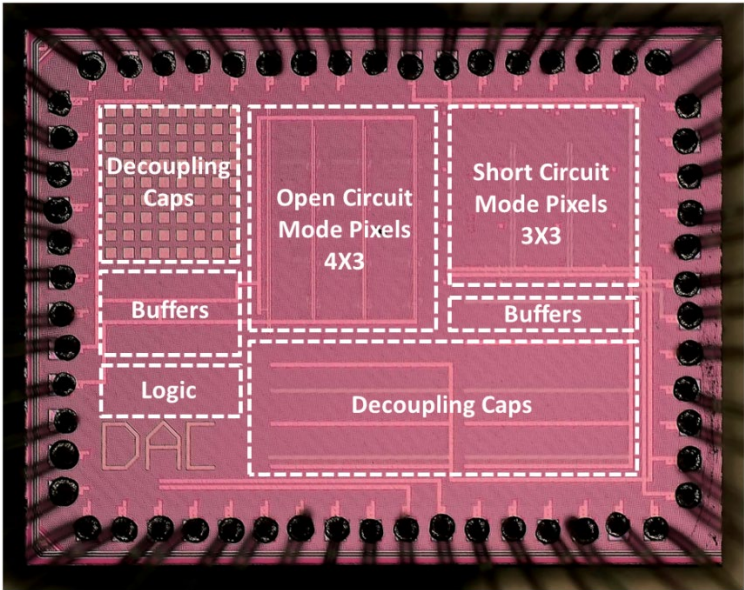 Decoupling
Caps
Open Circuit
Mode Pixels
4X3
Short Circuit
Mode Pixels
3X3
Buffers
Buffers
Logic
Decoupling Caps
DAC